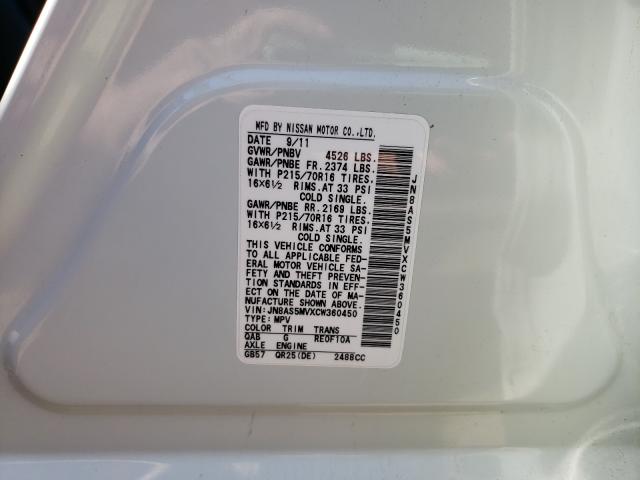 MFD BY NISSAN MOTOR CO.,LTD.
DATE 9/11
GVWR/PNBV 4526 LBS.
GAWR/PNBE FR. 2374 LBS.
WITH P215/70R16 TIRES.
16X6½ RIMS. AT 33 PSI
COLD SINGLE.
GAWR/PNBE RR. 2169 LBS.
WITH P215/70R16 TIRES.
16X6½ RIMS. AT 33 PSI
COLD SINGLE.
THIS VEHICLE CONFORMS
TO ALL APPLICABLE FED-
ERAL MOTOR VEHICLE SA-
FETY AND THEFT PREVEN-
TION STANDARDS IN EFF-
ECT ON THE DATE OF MA-
NUFACTURE SHOWN ABOVE.
VIN: JN8AS5MVXCW360450
TYPE: MPV
COLOR TRIM TRANS
QAB G RE0F10A
AXLE ENGINE
GB57 QR25(DE) 2488CC
JN8AS5MVXCW360450